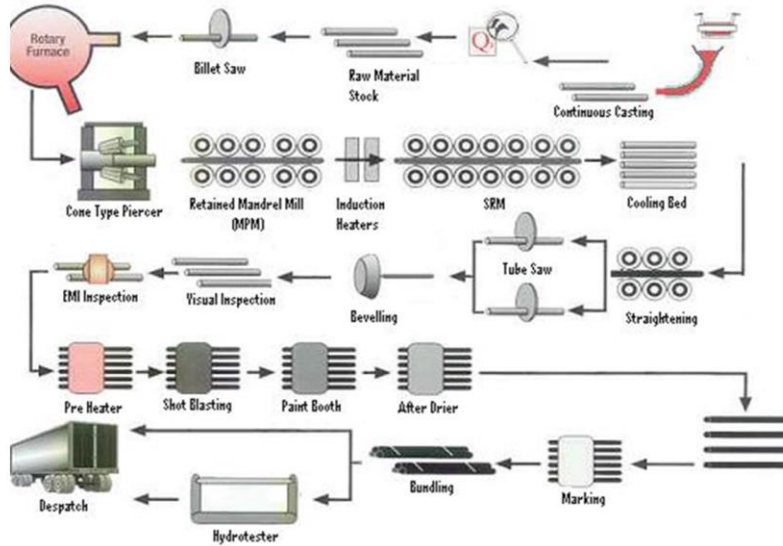 Rotary
Furnace
Billet Saw
Raw Material
Stock
Q
Continuous Casting
Cone Type Piercer
Retained Mandrel Mill
(MPM)
Induction
Heaters
SRM
Cooling Bed
EMI Inspection
Visual Inspection
Bevelling
Tube Saw
Straightening
Pre Heater
Shot Blasting
Paint Booth
After Drier
Despatch
Hydrotester
Bundling
Marking